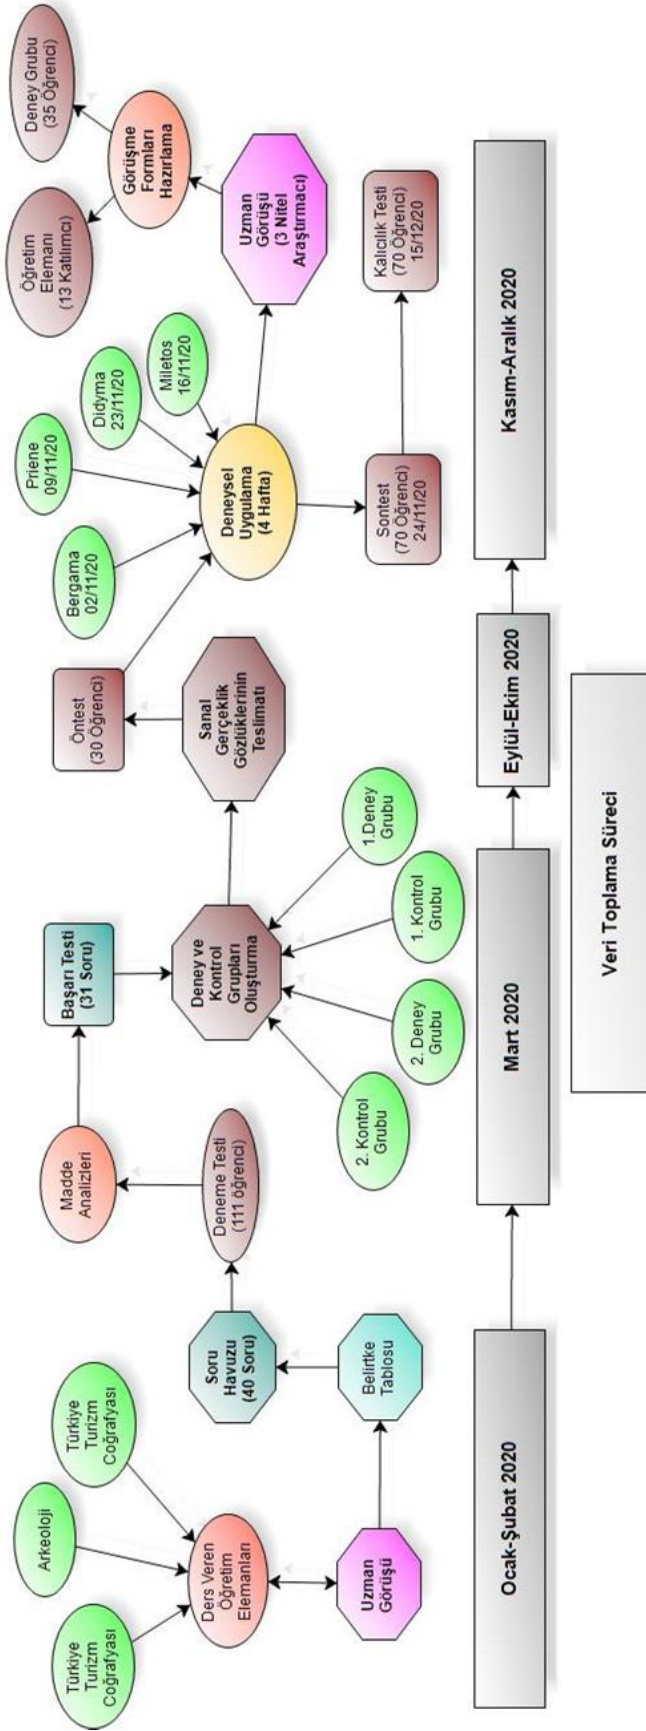 Türkiye
Turizm
Coğrafyası
Arkeoloji
Türkiye
Turizm
Coğrafyası
Ders Veren
Öğretim
Elemanları
Uzman
Görüşü
Belirtke
Tablosu
Soru
Havuzu
(40 Soru)
Deneme Testi
(111 öğrenci)
Madde
Analizleri
Başarı Testi
(31 Soru)
Deney ve
Kontrol
Grupları
Oluşturma
2. Kontrol
Grubu
2. Deney
Grubu
1. Kontrol
Grubu
1.Deney
Grubu
Sanal
Gerçeklik
Gözlüklerinin
Teslimatı
Öntest
(30 Öğrenci)
Bergama
02/11/20
Priene
09/11/20
Didyma
23/11/20
Miletos
16/11/20
Deneysel
Uygulama
(4 Hafta)
Sontest
(70 Öğrenci)
24/11/20
Kalıcılık Testi
(70 Öğrenci)
15/12/20
Uzman
Görüşü
(3 Nitel
Araştırmacı)
Görüşme
Formları
Hazırlama
Öğretim
Elemanı
(13 Katılımcı)
Deney Grubu
(35 Öğrenci)
Ocak-Şubat 2020
Mart 2020
Eylül-Ekim 2020
Kasım-Aralık 2020
Veri Toplama Süreci